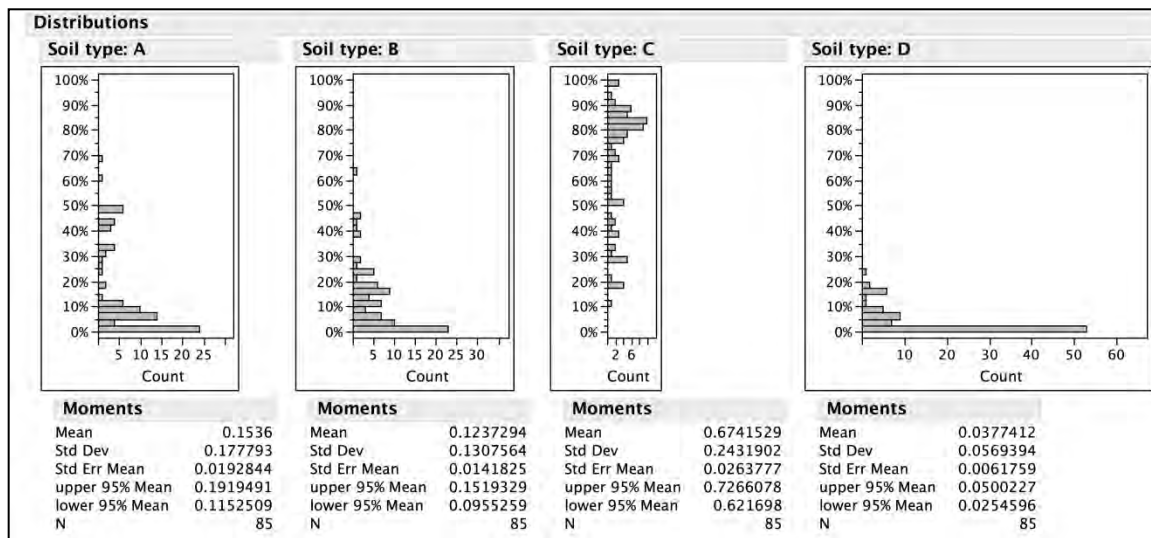 Distributions
Soil type: A
100%
90%
80%
70%
60%
50%
40%
30%
20%
10%
0%
5 10 15 20 25
Count
Moments
Mean 0.1536
Std Dev 0.177793
Std Err Mean 0.0192844
upper 95% Mean 0.1919491
lower 95% Mean 0.1152509
N 85
Soil type: B
100%
90%
80%
70%
60%
50%
40%
30%
20%
10%
0%
5 10 15 20 25 30
Count
Moments
Mean 0.1237294
Std Dev 0.1307564
Std Err Mean 0.0141825
upper 95% Mean 0.1519329
lower 95% Mean 0.0955259
N 85
Soil type: C
100%
90%
80%
70%
60%
50%
40%
30%
20%
10%
0%
2 6
Count
Moments
Mean 0.6741529
Std Dev 0.2431902
Std Err Mean 0.0263777
upper 95% Mean 0.7266078
lower 95% Mean 0.621698
N 85
Soil type: D
100%
90%
80%
70%
60%
50%
40%
30%
20%
10%
0%
10 20 30 40 50 60
Count
Moments
Mean 0.0377412
Std Dev 0.0569394
Std Err Mean 0.0061759
upper 95% Mean 0.0500227
lower 95% Mean 0.0254596
N 85